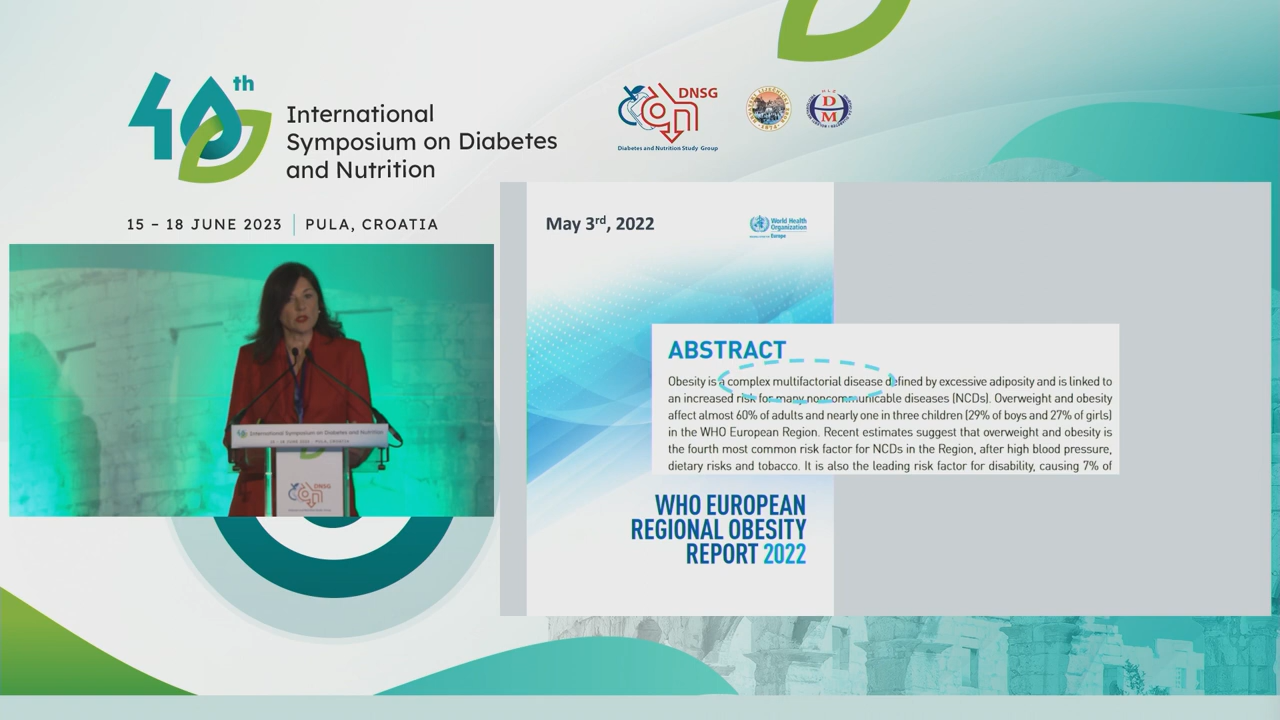 40th
International
Symposium on Diabetes
and Nutrition
15 – 18 JUNE 2023 | PULA, CROATIA
DNSG
Diabetes and Nutrition Study Group
D
M
May 3rd, 2022
World Health
Organization
Europe
ABSTRACT
Obesity is a complex multifactorial disease defined by excessive adiposity and is linked to
an increased risk for many noncommunicable diseases (NCDs). Overweight and obesity
affect almost 60% of adults and nearly one in three children (29% of boys and 27% of girls)
in the WHO European Region. Recent estimates suggest that overweight and obesity is
the fourth most common risk factor for NCDs in the Region, after high blood pressure,
dietary risks and tobacco. It is also the leading risk factor for disability, causing 7% of
WHO EUROPEAN
REGIONAL OBESITY
REPORT 2022
International Symposium on Diabetes and Nutrition
15 - 18 JUNE 2023 - PULA, CROATIA
DNSG